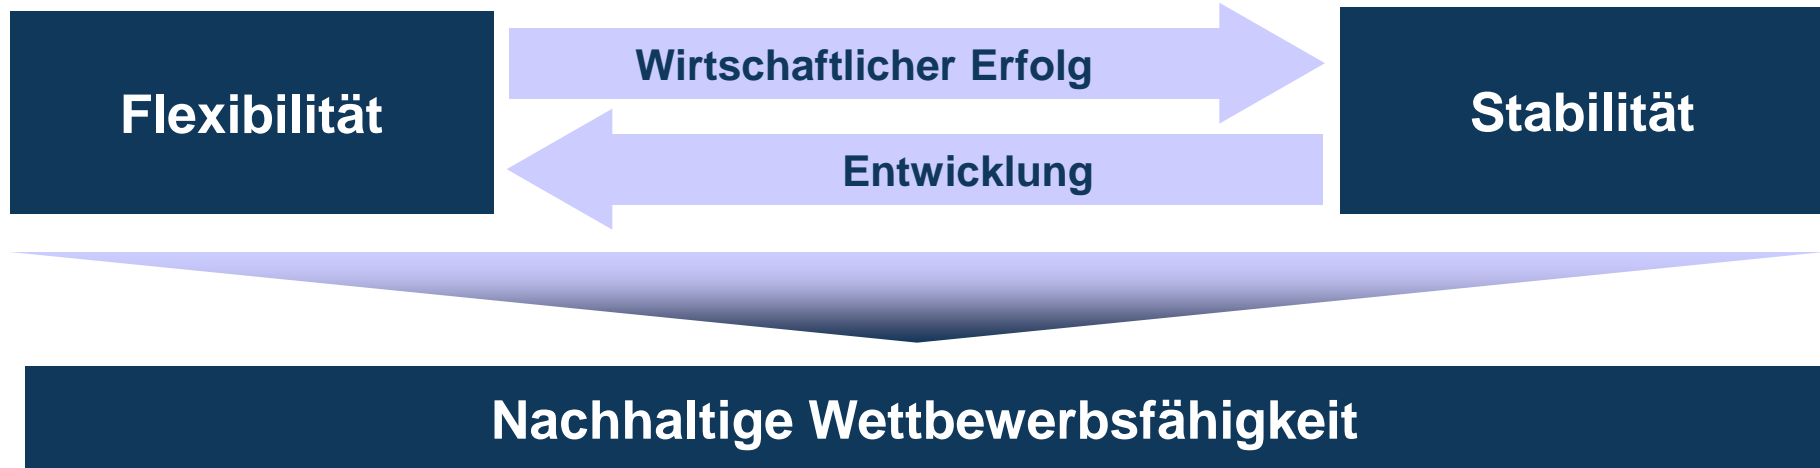 Flexibilität
Wirtschaftlicher Erfolg
Entwicklung
Stabilität
Nachhaltige Wettbewerbsfähigkeit